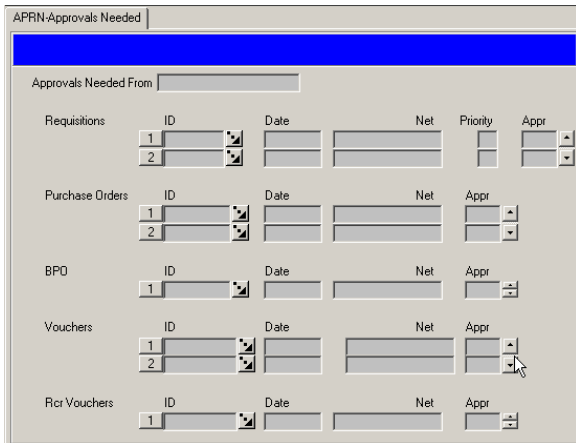 APRN-Approvals Needed
Approvals Needed From
Requisitions ID Date Net Priority Appr
1
2
Purchase Orders ID Date Net Appr
1
2
BPO ID Date Net Appr
1
Vouchers ID Date Net Appr
1
2
Rcr Vouchers ID Date Net Appr
1